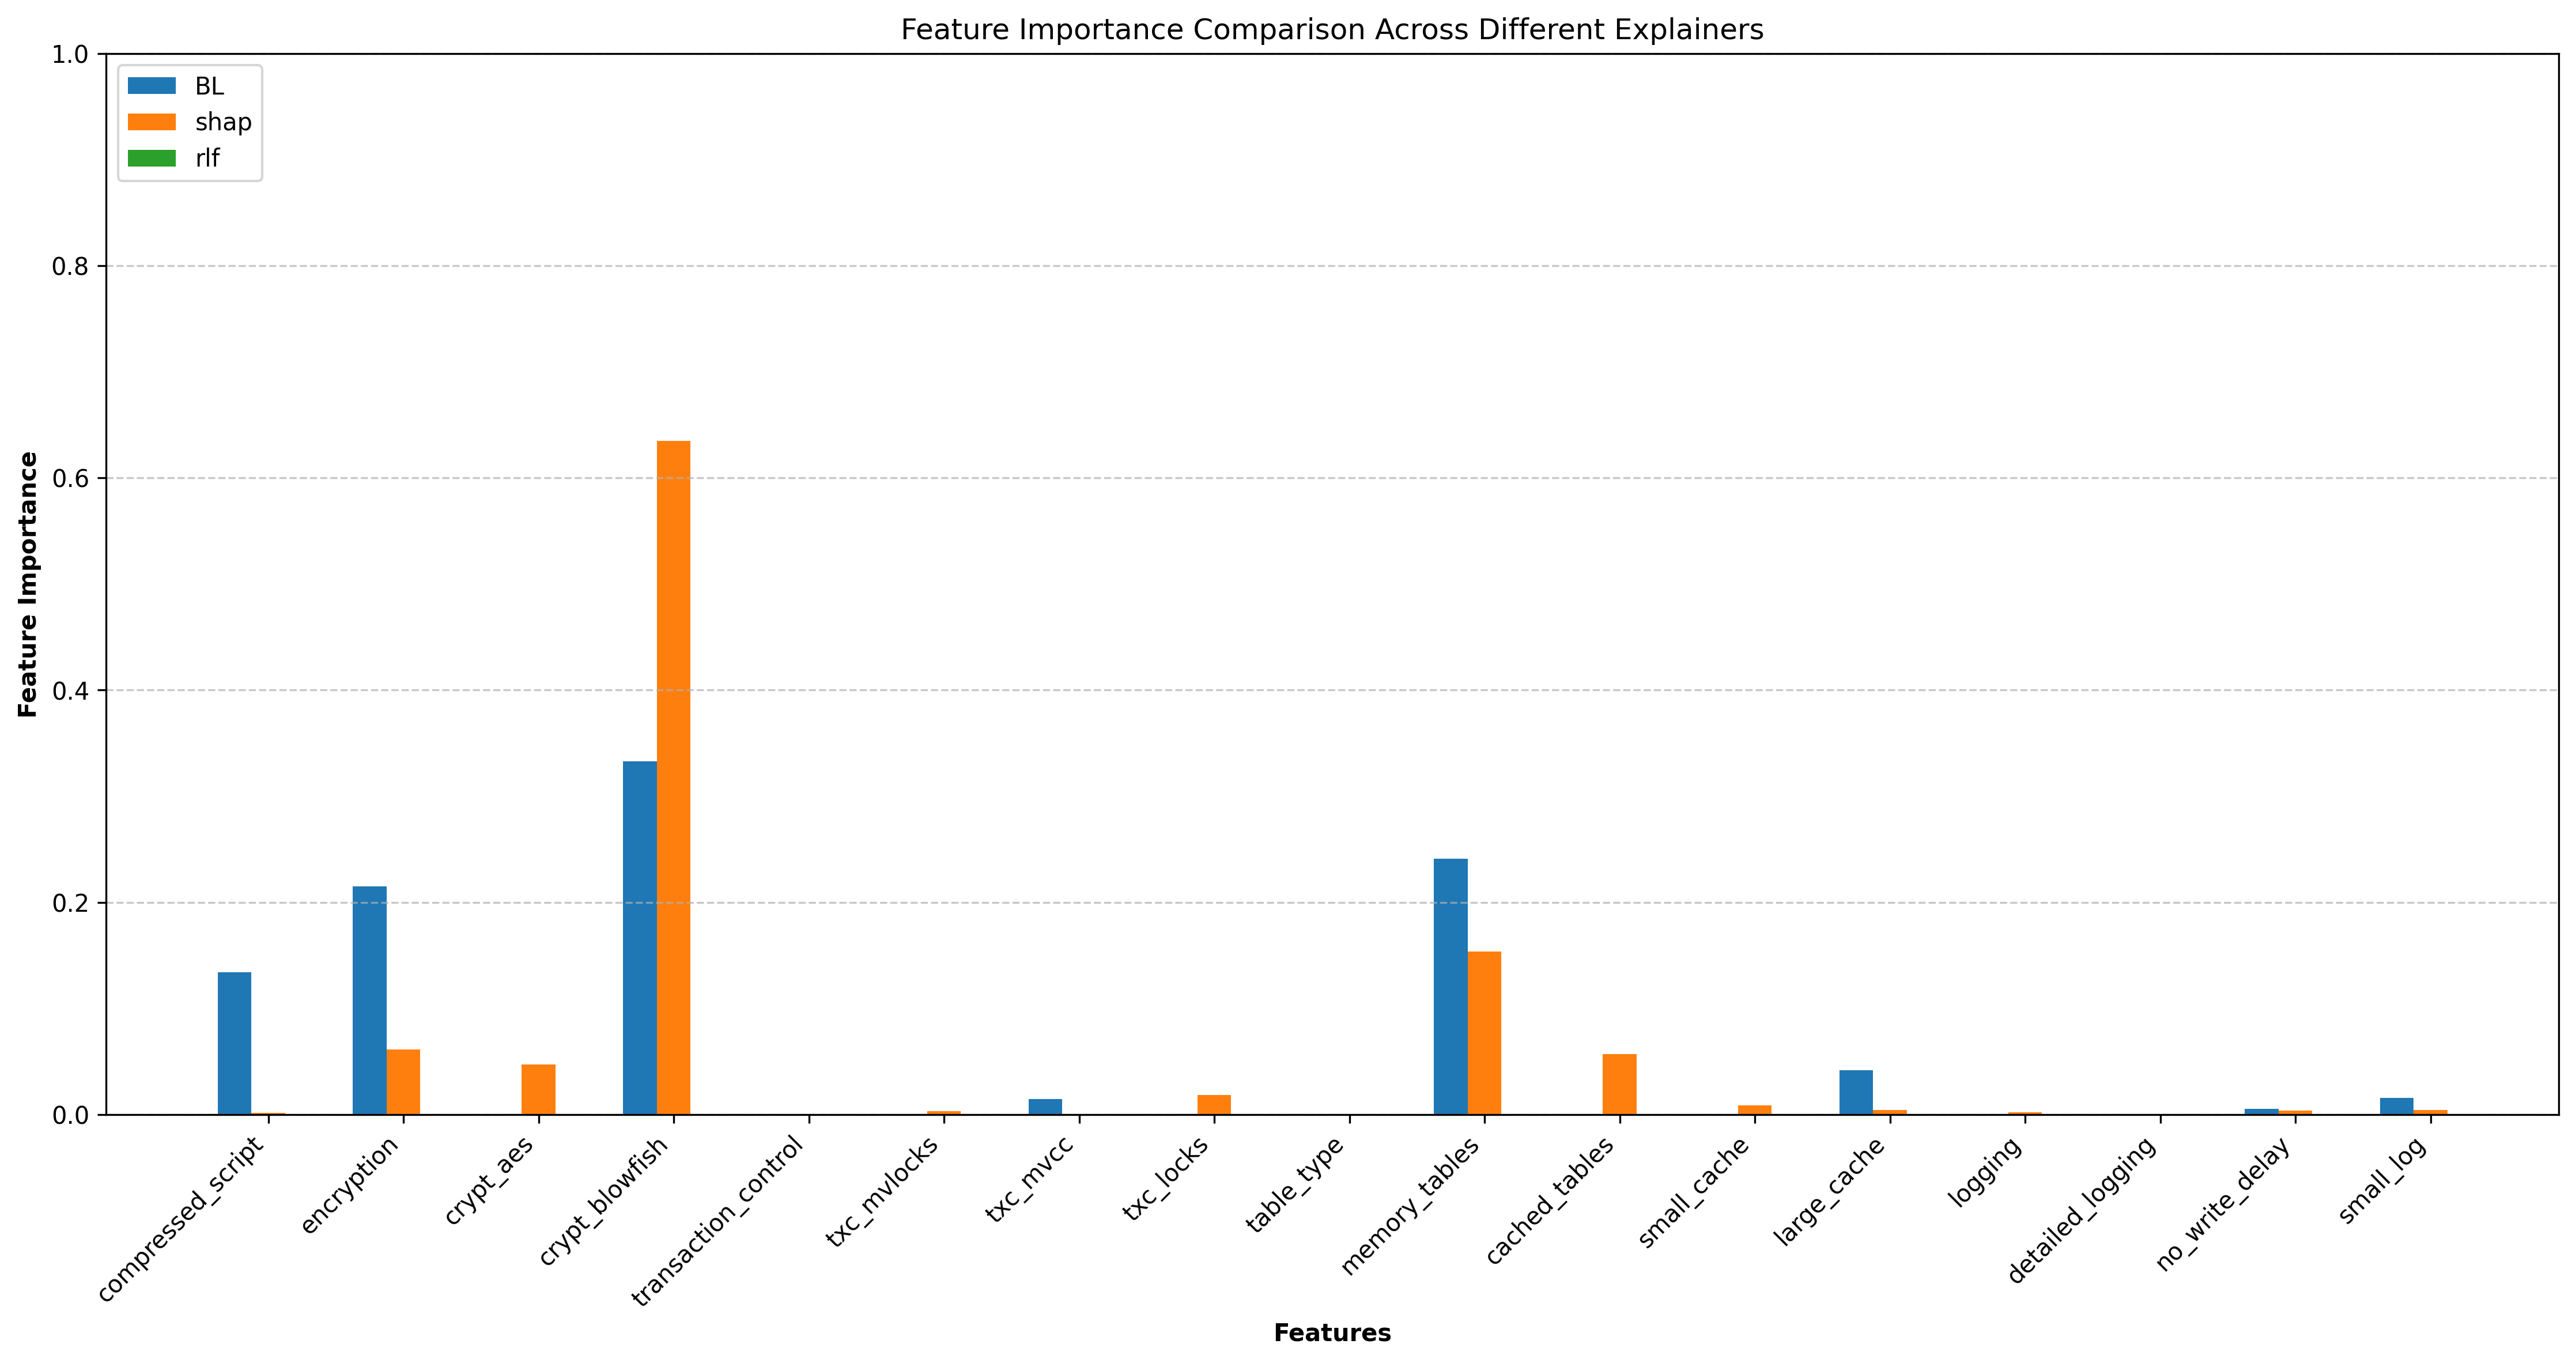 Feature Importance Comparison Across Different Explainers
BL
shap
rlf
1.0
0.8
0.6
0.4
0.2
0.0
Feature Importance
compressed_script
encryption
crypt_aes
crypt_blowfish
transaction_control
txc_mvlocks
txc_mvcc
txc_locks
table_type
memory_tables
cached_tables
small_cache
large_cache
logging
detailed_logging
no_write_delay
small_log
Features